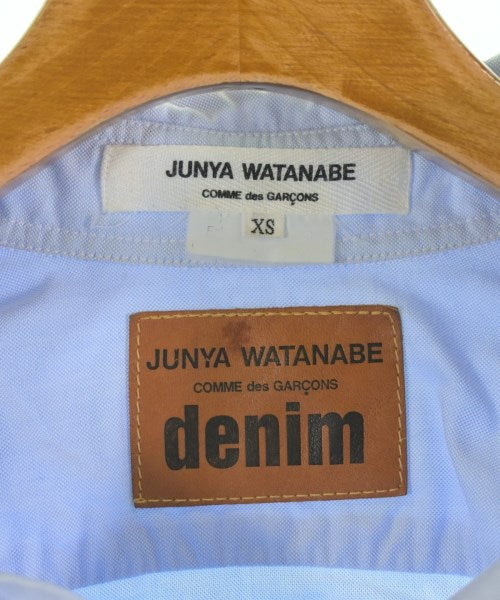 JUNYA WATANABE
COMME des GARÇONS
XS
JUNYA WATANABE
COMME des GARÇONS
denim